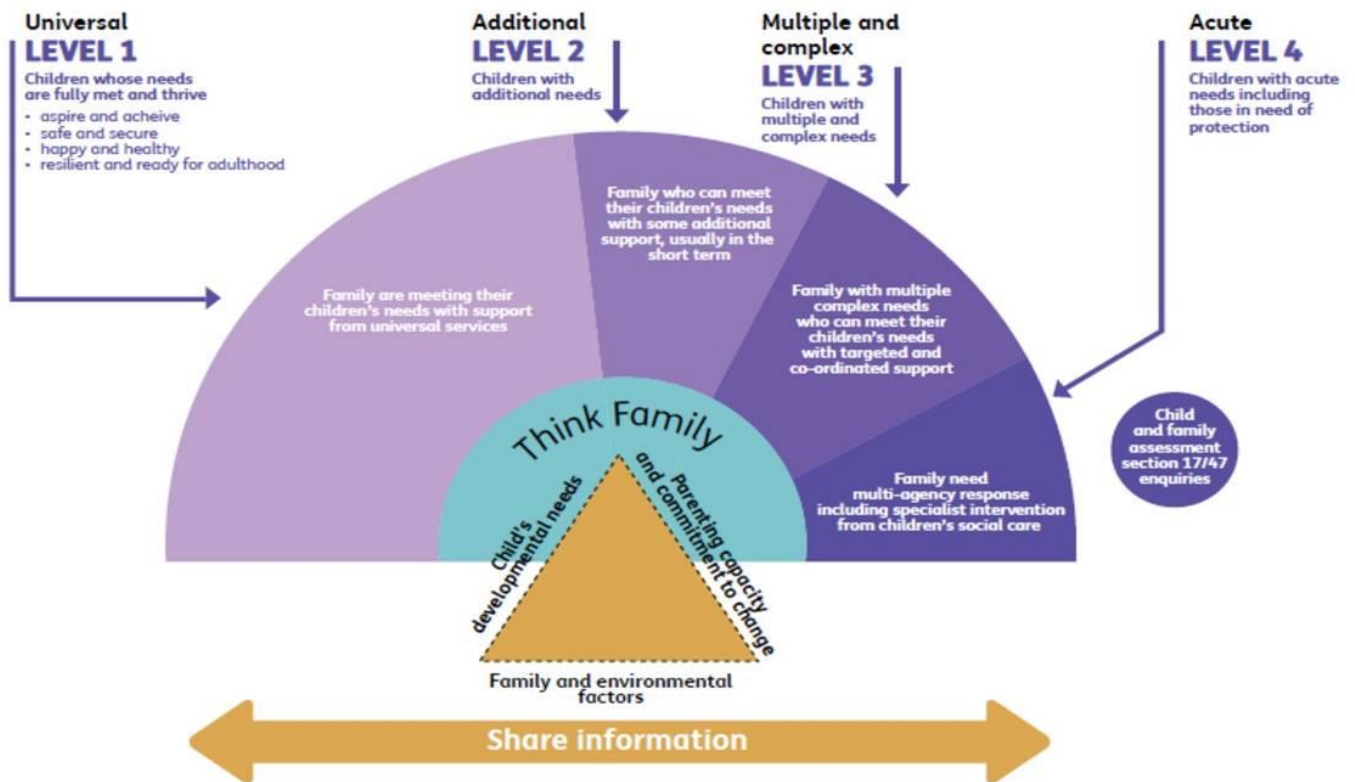 Universal
LEVEL 1
Children whose needs
are fully met and thrive
• aspire and acheive
• safe and secure
• happy and healthy
• resilient and ready for adulthood
Additional
LEVEL 2
Children with
additional needs
Multiple and
complex
LEVEL 3
Children with
multiple and
complex needs
Acute
LEVEL 4
Children with acute
needs including
those in need of
protection
Family are meeting their
children's needs with support
from universal services
Family who can meet
their children's needs
with some additional
support, usually in the
short term
Family with multiple
complex needs
who can meet their
children's needs
with targeted and
co-ordinated support
Family need
multi-agency response
including specialist intervention
from children's social care
Child
and family
assessment
section 17/47
enquiries
Think Family
Child's
developmental needs
Parenting capacity
and commitment to change
Family and environmental
factors
Share information